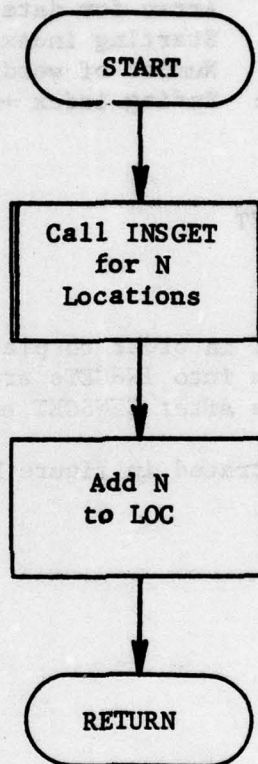 START
Call INSGET
for N
Locations
Add N
to LOC
RETURN